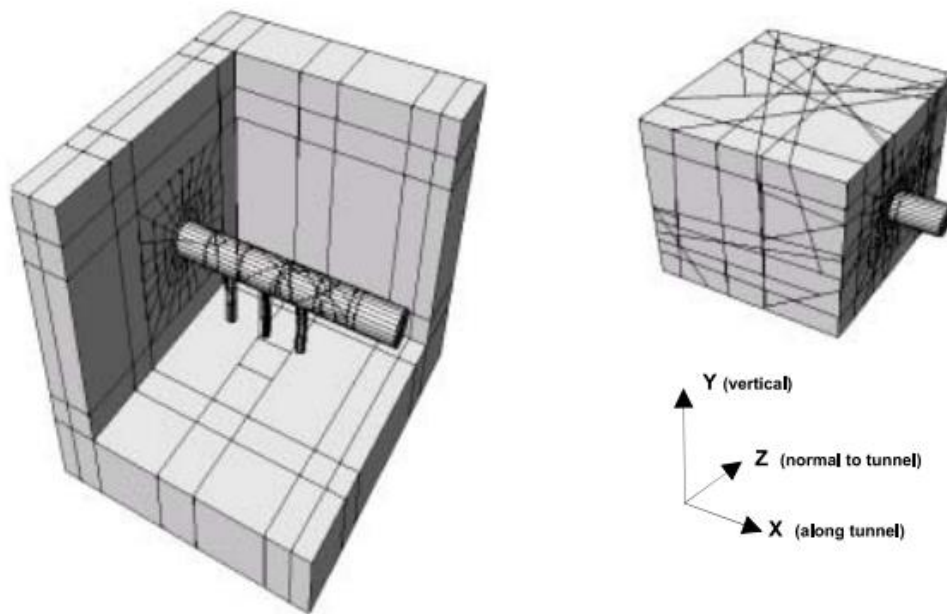 Y (vertical)
Z (normal to tunnel)
X (along tunnel)